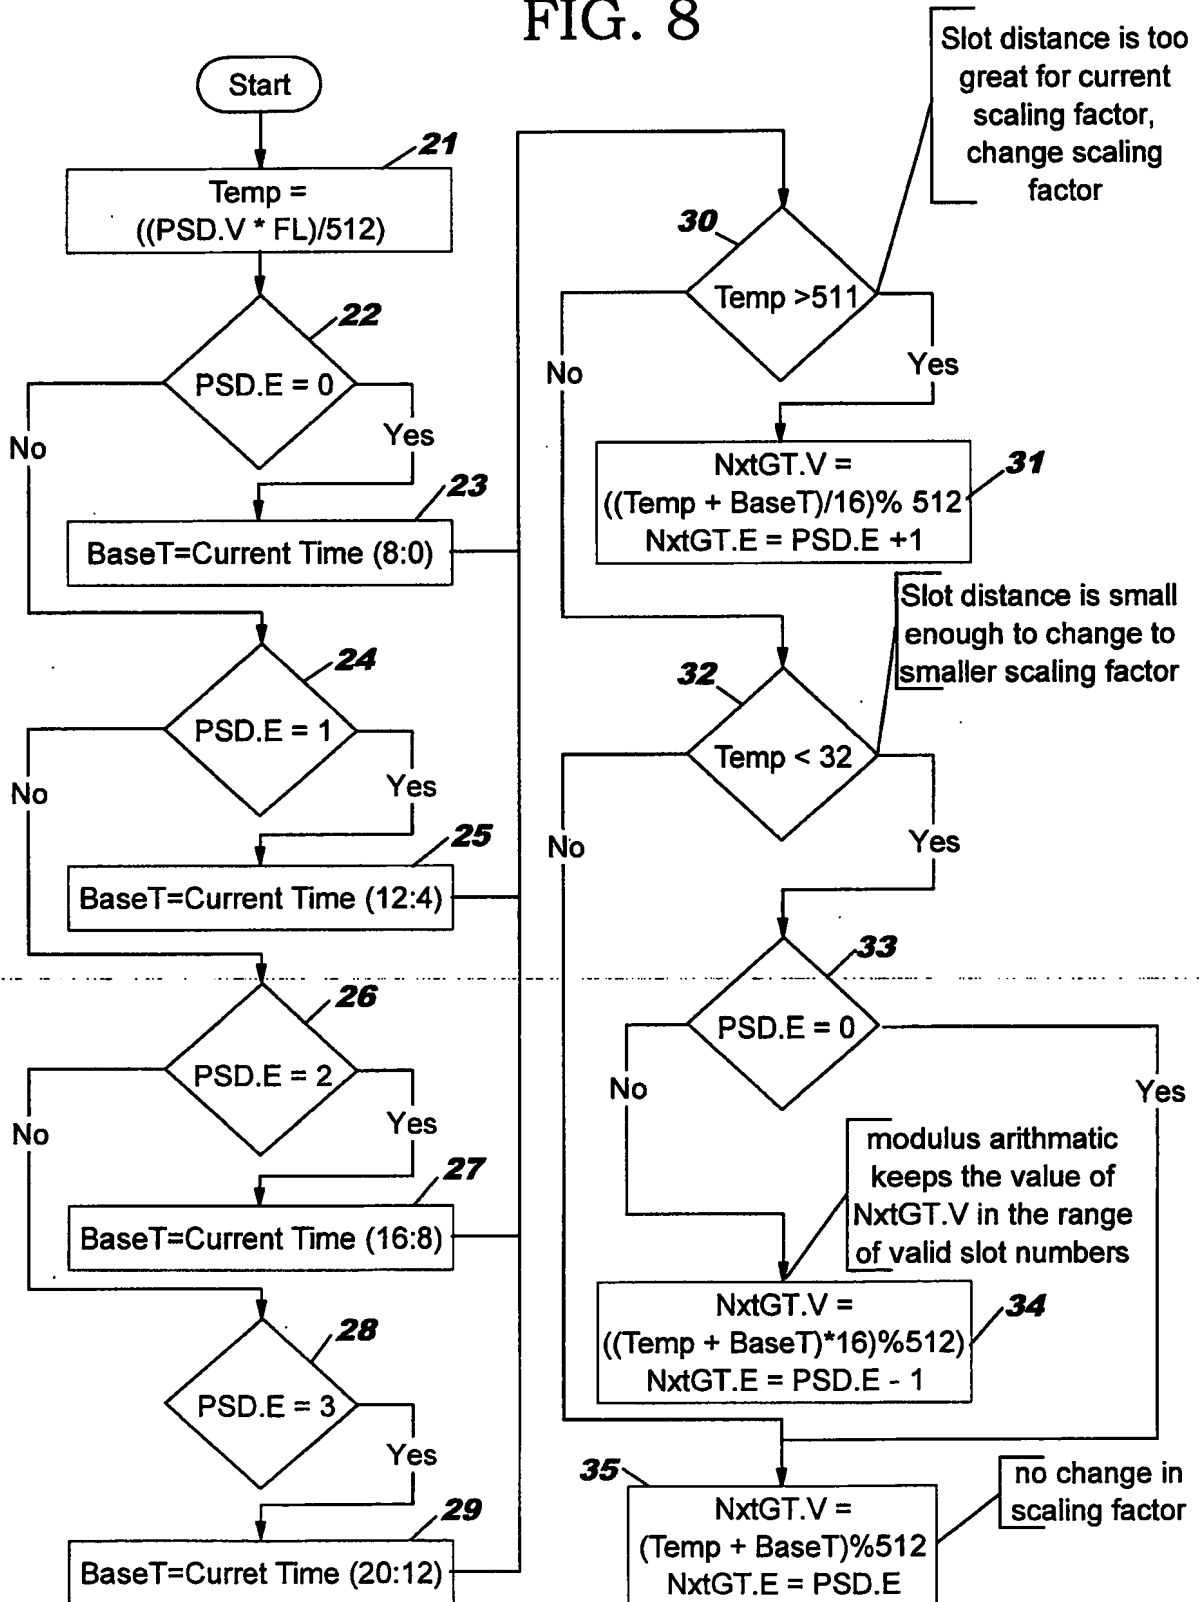 FIG. 8
Start
21
Temp =
((PSD.V * FL)/512)
22
PSD.E = 0
No
Yes
23
BaseT=Current Time (8:0)
24
PSD.E = 1
No
Yes
25
BaseT=Current Time (12:4)
26
PSD.E = 2
No
Yes
27
BaseT=Current Time (16:8)
28
PSD.E = 3
Yes
29
BaseT=Curret Time (20:12)
Slot distance is too
great for current
scaling factor,
change scaling
factor
30
Temp >511
No
Yes
31
NxtGT.V =
((Temp + BaseT)/16)% 512
NxtGT.E = PSD.E +1
Slot distance is small
enough to change to
smaller scaling factor
32
Temp < 32
No
Yes
33
PSD.E = 0
No
Yes
modulus arithmatic
keeps the value of
NxtGT.V in the range
of valid slot numbers
34
NxtGT.V =
((Temp + BaseT)*16)%512)
NxtGT.E = PSD.E - 1
35
NxtGT.V =
(Temp + BaseT)%512
NxtGT.E = PSD.E
no change in
scaling factor